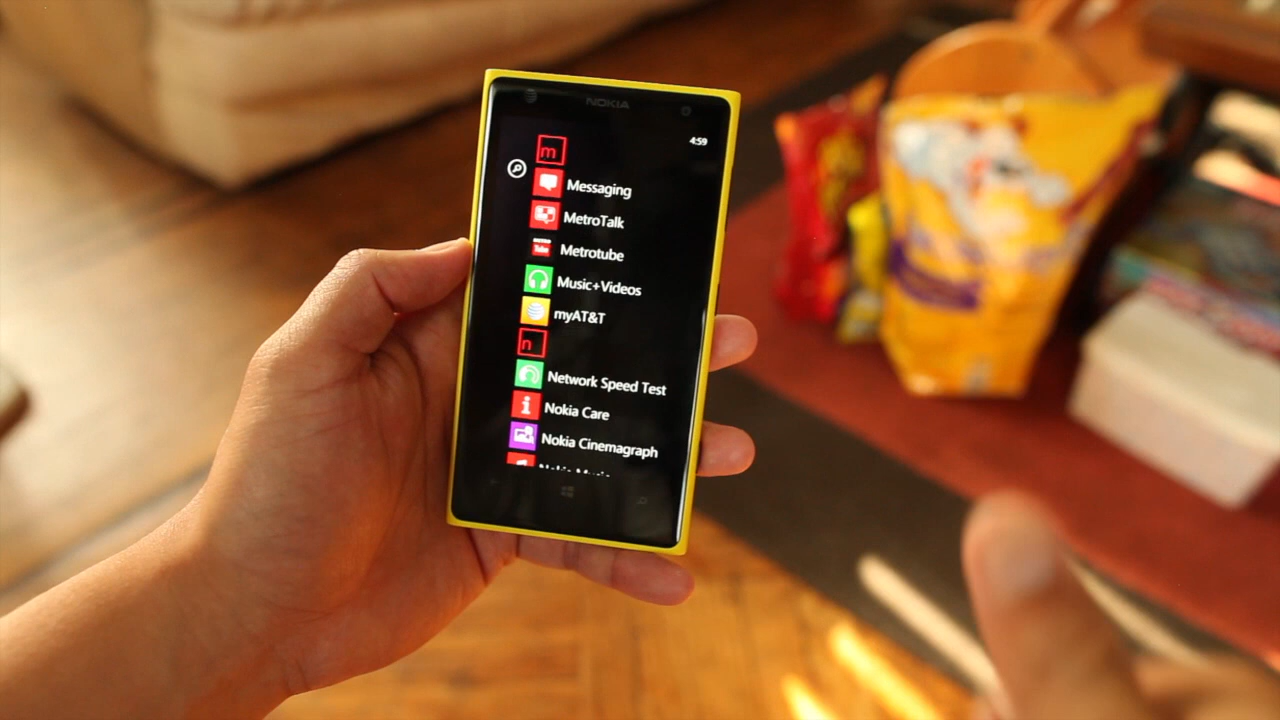 NOKIA
4:59
m
Messaging
MetroTalk
Metrotube
Music+Videos
myAT&T
n
Network Speed Test
Nokia Care
Nokia Cinemagraph